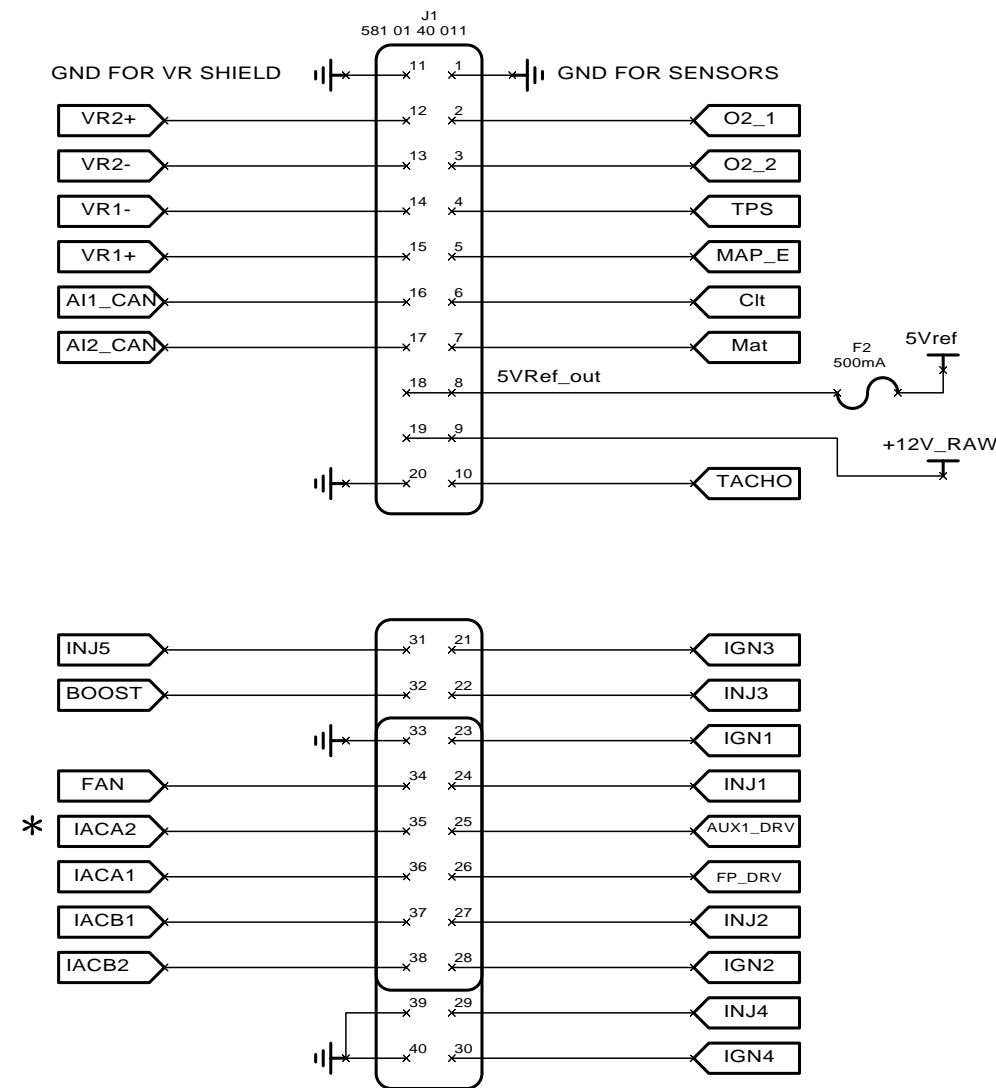 J1
581 01 40 011
GND FOR VR SHIELD 11 1 GND FOR SENSORS
VR2+ 12 2 O2_1
VR2- 13 3 O2_2
VR1- 14 4 TPS
VR1+ 15 5 MAP_E
AI1_CAN 16 6 Clt
AI2_CAN 17 7 Mat
F2
500mA
5Vref
18 8 5VRef_out
19 9 +12V_RAW
20 10 TACHO
INJ5 31 21 IGN3
BOOST 32 22 INJ3
33 23 IGN1
FAN 34 24 INJ1
* IACA2 35 25 AUX1_DRV
IACA1 36 26 FP_DRV
IACB1 37 27 INJ2
IACB2 38 28 IGN2
39 29 INJ4
40 30 IGN4